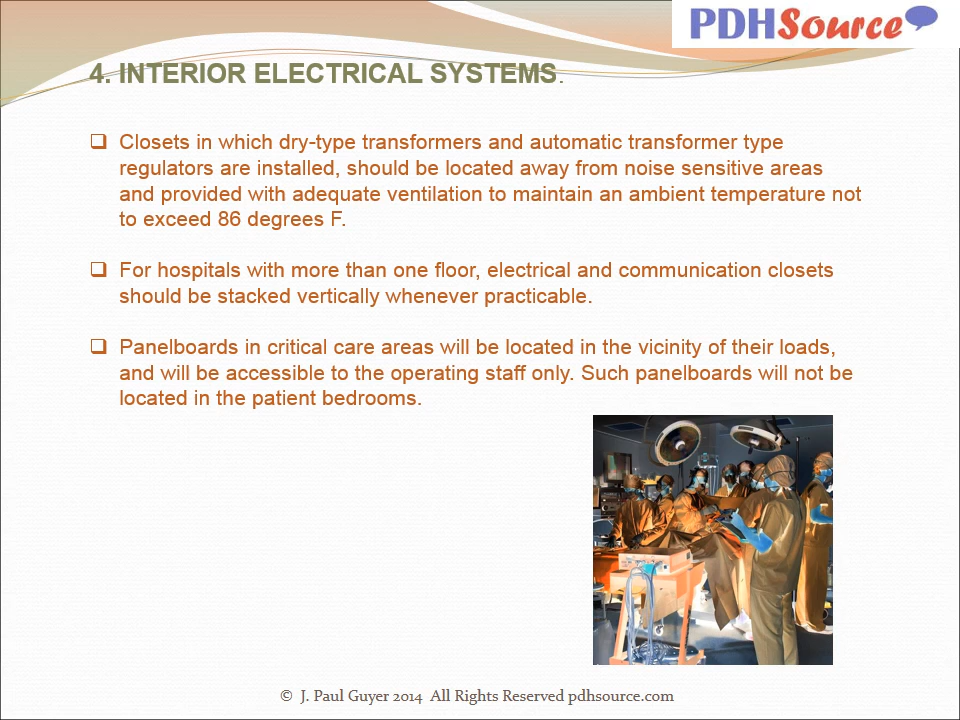 PDHSource
4. INTERIOR ELECTRICAL SYSTEMS.
Closets in which dry-type transformers and automatic transformer type
regulators are installed, should be located away from noise sensitive areas
and provided with adequate ventilation to maintain an ambient temperature not
to exceed 86 degrees F.
For hospitals with more than one floor, electrical and communication closets
should be stacked vertically whenever practicable.
Panelboards in critical care areas will be located in the vicinity of their loads,
and will be accessible to the operating staff only. Such panelboards will not be
located in the patient bedrooms.
© J. Paul Guyer 2014 All Rights Reserved pdhsource.com